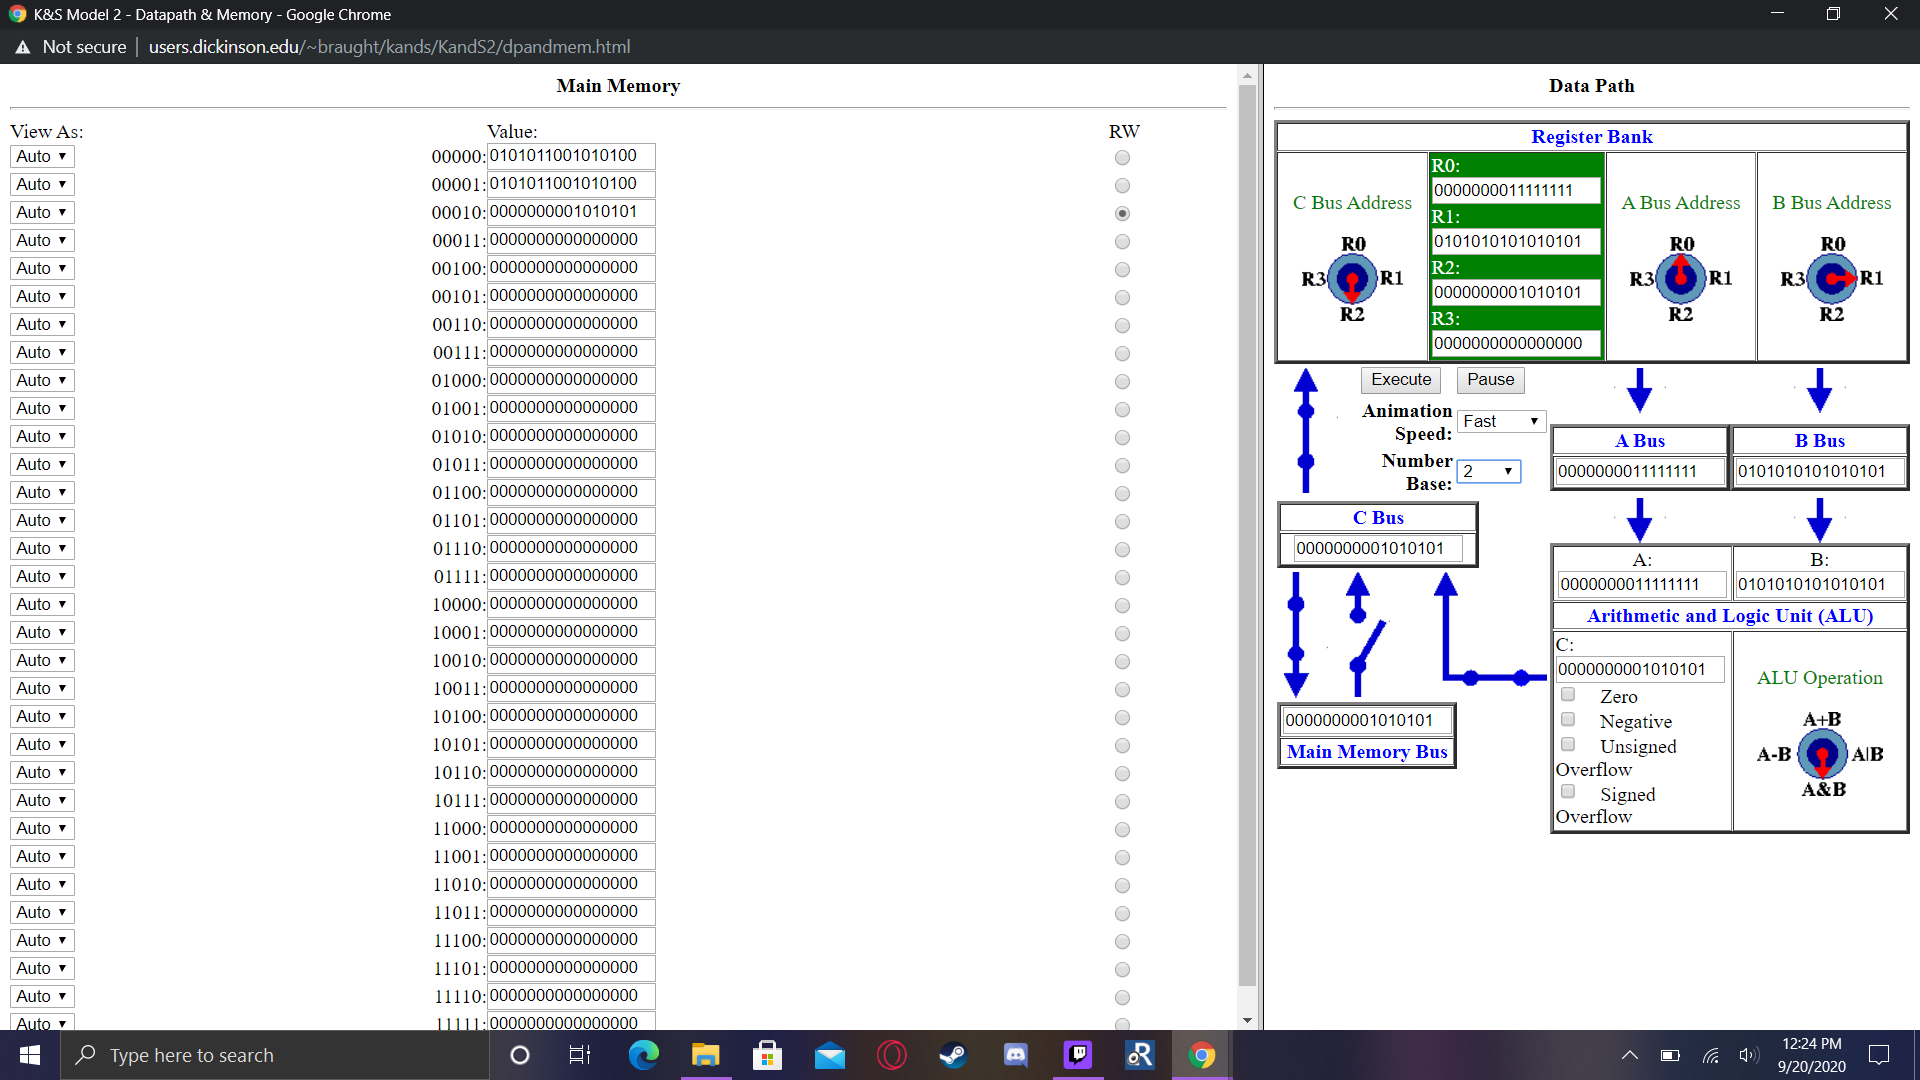 K&S Model 2 - Datapath & Memory - Google Chrome
Not secure | users.dickinson.edu/~braught/kands/KandS2/dpandmem.html
Main Memory
View As: Value: RW
Auto 00000: 0101011001010100
Auto 00001: 0101011001010100
Auto 00010: 0000000001010101
Auto 00011: 0000000000000000
Auto 00100: 0000000000000000
Auto 00101: 0000000000000000
Auto 00110: 0000000000000000
Auto 00111: 0000000000000000
Auto 01000: 0000000000000000
Auto 01001: 0000000000000000
Auto 01010: 0000000000000000
Auto 01011: 0000000000000000
Auto 01100: 0000000000000000
Auto 01101: 0000000000000000
Auto 01110: 0000000000000000
Auto 01111: 0000000000000000
Auto 10000: 0000000000000000
Auto 10001: 0000000000000000
Auto 10010: 0000000000000000
Auto 10011: 0000000000000000
Auto 10100: 0000000000000000
Auto 10101: 0000000000000000
Auto 10110: 0000000000000000
Auto 10111: 0000000000000000
Auto 11000: 0000000000000000
Auto 11001: 0000000000000000
Auto 11010: 0000000000000000
Auto 11011: 0000000000000000
Auto 11100: 0000000000000000
Auto 11101: 0000000000000000
Auto 11110: 0000000000000000
Auto 11111: 0000000000000000
Data Path
Register Bank
C Bus Address
R0
R3 R1
R2
R0:
0000000011111111
R1:
0101010101010101
R2:
0000000001010101
R3:
0000000000000000
A Bus Address
R0
R3 R1
R2
B Bus Address
R0
R3 R1
R2
Execute Pause
Animation
Speed: Fast
Number
Base: 2
A Bus
0000000011111111
B Bus
0101010101010101
C Bus
0000000001010101
0000000001010101
Main Memory Bus
A:
0000000011111111
B:
0101010101010101
Arithmetic and Logic Unit (ALU)
C:
0000000001010101
Zero
Negative
Unsigned
Overflow
Signed
Overflow
ALU Operation
A+B
A-B A|B
A&B
Type here to search
12:24 PM
9/20/2020